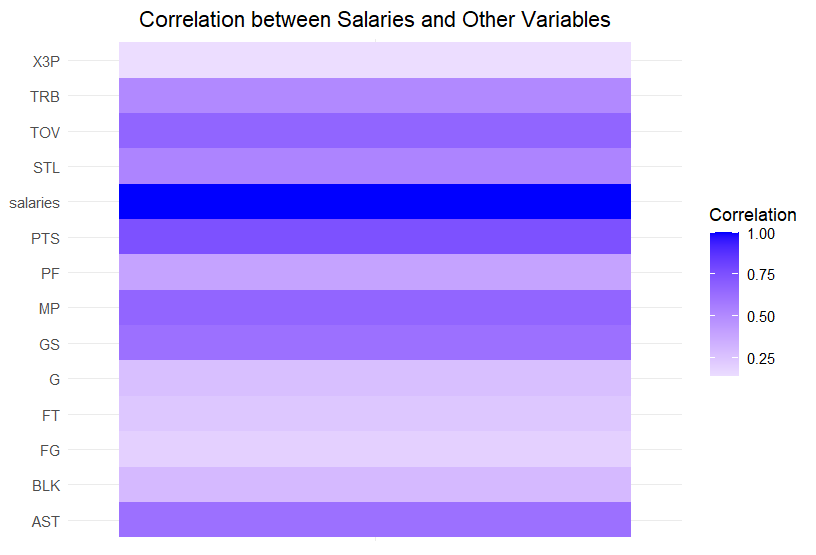 Correlation between Salaries and Other Variables
X3P
TRB
TOV
STL
salaries
PTS
PF
MP
GS
G
FT
FG
BLK
AST
Correlation
1.00
0.75
0.50
0.25